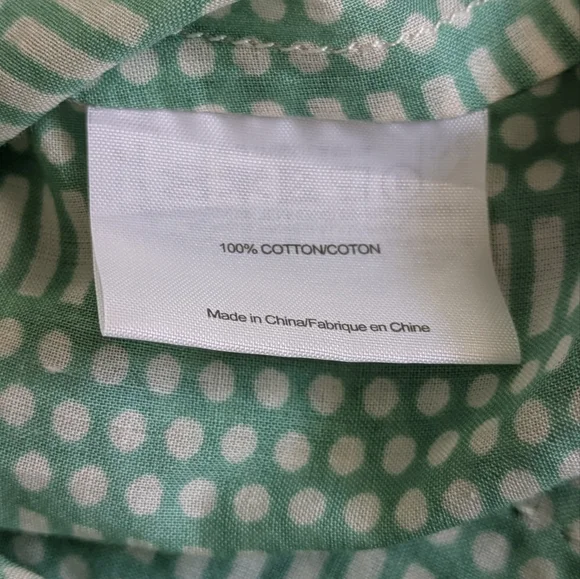 100% COTTON/COTON
Made in China/Fabrique en Chine